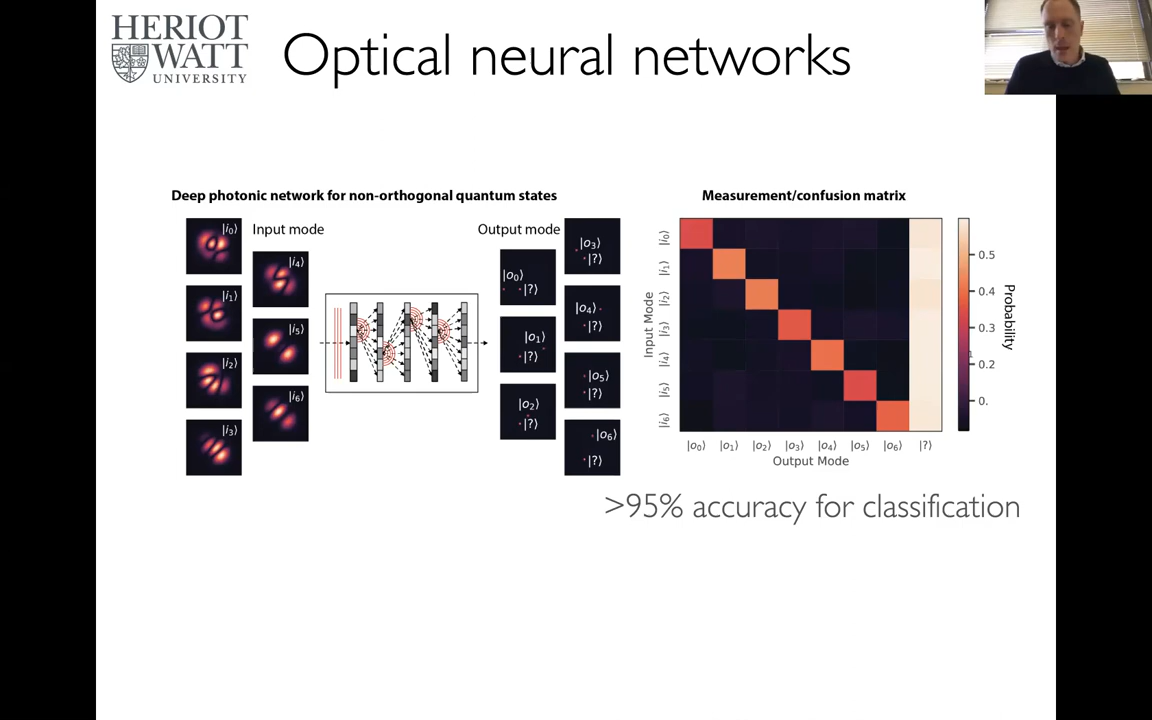 HERIOT
WATT
UNIVERSITY
Optical neural networks
Deep photonic network for non-orthogonal quantum states
Input mode
Output mode
|i₀⟩
|i₁⟩
|i₂⟩
|i₃⟩
|i₄⟩
|i₅⟩
|i₆⟩
|o₀⟩
|?⟩
|o₁⟩
|?⟩
|o₂⟩
|?⟩
|o₃⟩
|?⟩
|o₄⟩
|?⟩
|o₅⟩
|?⟩
|o₆⟩
|?⟩
Measurement/confusion matrix
Input Mode
|i₀⟩
|i₁⟩
|i₂⟩
|i₃⟩
|i₄⟩
|i₅⟩
|i₆⟩
|o₀⟩ |o₁⟩ |o₂⟩ |o₃⟩ |o₄⟩ |o₅⟩ |o₆⟩ |?⟩
Output Mode
0.5
0.4
0.3
0.2
0.
Probability
>95% accuracy for classification